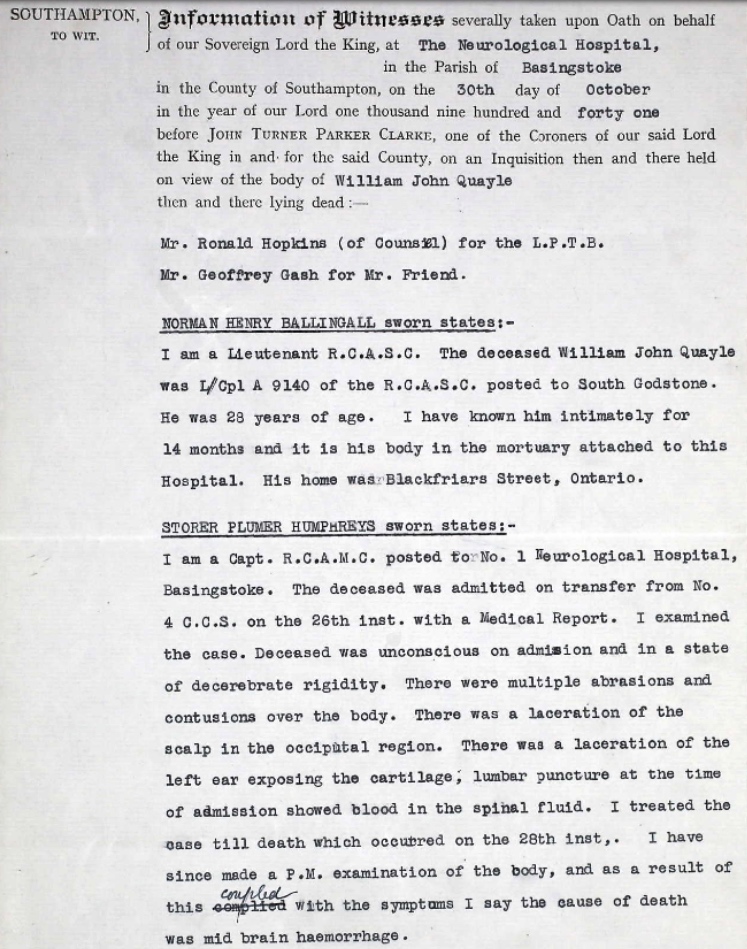 SOUTHAMPTON,
TO WIT.
Information of Witnesses severally taken upon Oath on behalf
of our Sovereign Lord the King, at The Neurological Hospital,
in the Parish of Basingstoke
in the County of Southampton, on the 30th day of October
in the year of our Lord one thousand nine hundred and forty one
before JOHN TURNER PARKER CLARKE, one of the Coroners of our said Lord
the King in and for the said County, on an Inquisition then and there held
on view of the body of William John Quayle
then and there lying dead :—
Mr. Ronald Hopkins (of Counsel) for the L.P.T.B.
Mr. Geoffrey Gash for Mr. Friend.
NORMAN HENRY BALLINGALL sworn states:-
I am a Lieutenant R.C.A.S.C. The deceased William John Quayle
was L/Cpl A 9140 of the R.C.A.S.C. posted to South Godstone.
He was 28 years of age. I have known him intimately for
14 months and it is his body in the mortuary attached to this
Hospital. His home was Blackfriars Street, Ontario.
STORER PLUMER HUMPHREYS sworn states:-
I am a Capt. R.C.A.M.C. posted to No. 1 Neurological Hospital,
Basingstoke. The deceased was admitted on transfer from No.
4 C.C.S. on the 26th inst. with a Medical Report. I examined
the case. Deceased was unconscious on admision and in a state
of decerebrate rigidity. There were multiple abrasions and
contusions over the body. There was a laceration of the
scalp in the occiputal region. There was a laceration of the
left ear exposing the cartilage; lumbar puncture at the time
of admission showed blood in the spinal fluid. I treated the
case till death which occurred on the 28th inst,. I have
since made a P.M. examination of the body, and as a result of
coupled
this complied with the symptoms I say the cause of death
was mid brain haemorrhage.